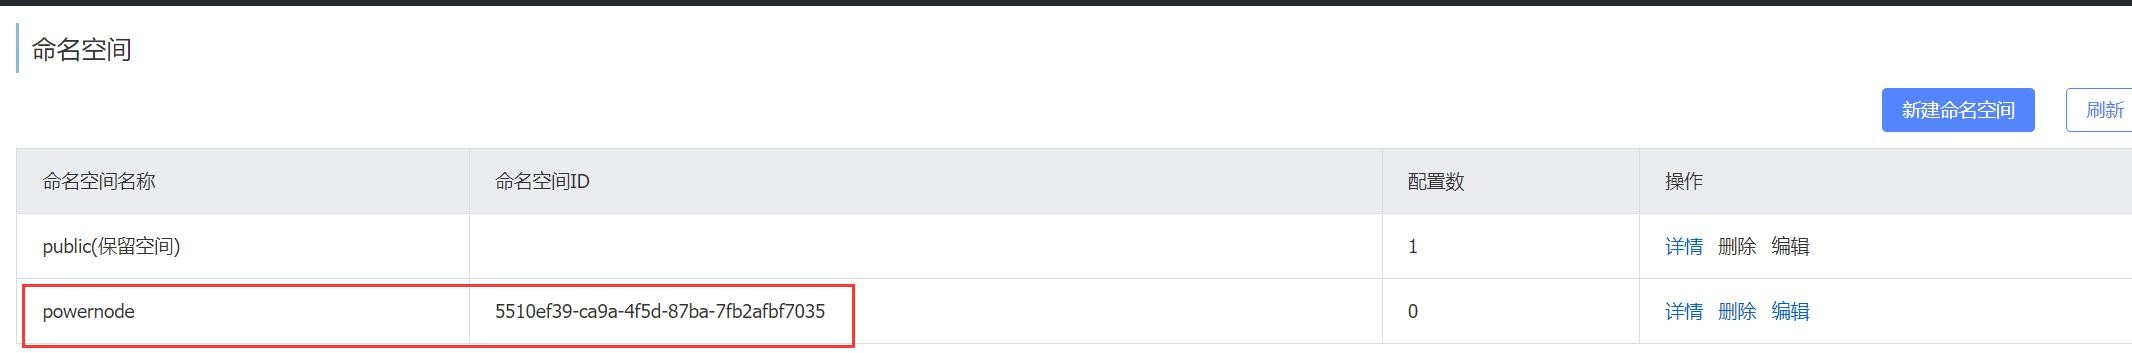 命名空间
新建命名空间 刷新
命名空间名称 命名空间ID 配置数 操作
public(保留空间) 1 详情 删除 编辑
powernode 5510ef39-ca9a-4f5d-87ba-7fb2afbf7035 0 详情 删除 编辑